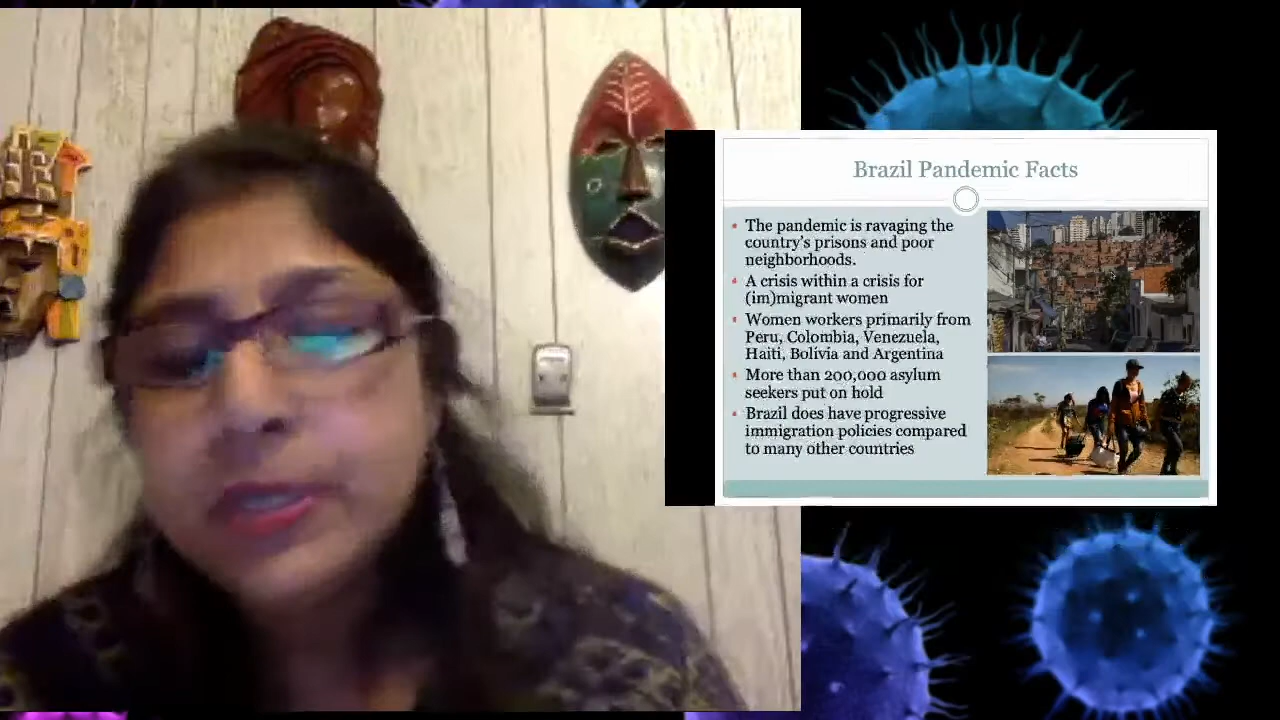 Brazil Pandemic Facts
The pandemic is ravaging the
country's prisons and poor
neighborhoods.
A crisis within a crisis for
(im)migrant women
Women workers primarily from
Peru, Colombia, Venezuela,
Haiti, Bolivia and Argentina
More than 200,000 asylum
seekers put on hold
Brazil does have progressive
immigration policies compared
to many other countries